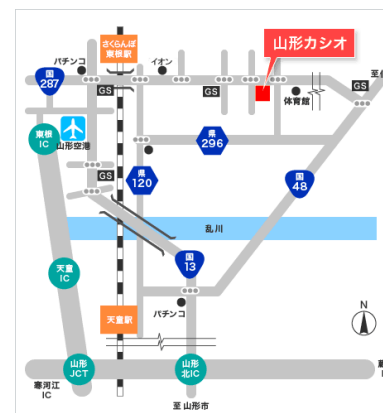 山形カシオ
さくらんぼ
東根駅
パチンコ
イオン
国
287
GS
GS
体育館
GS
東根
IC
山形空港
県
296
GS
県
120
国
48
乱川
天童
IC
国
13
天童駅
パチンコ
N
山形
JCT
山形
北IC
寒河江
IC
至 山形市